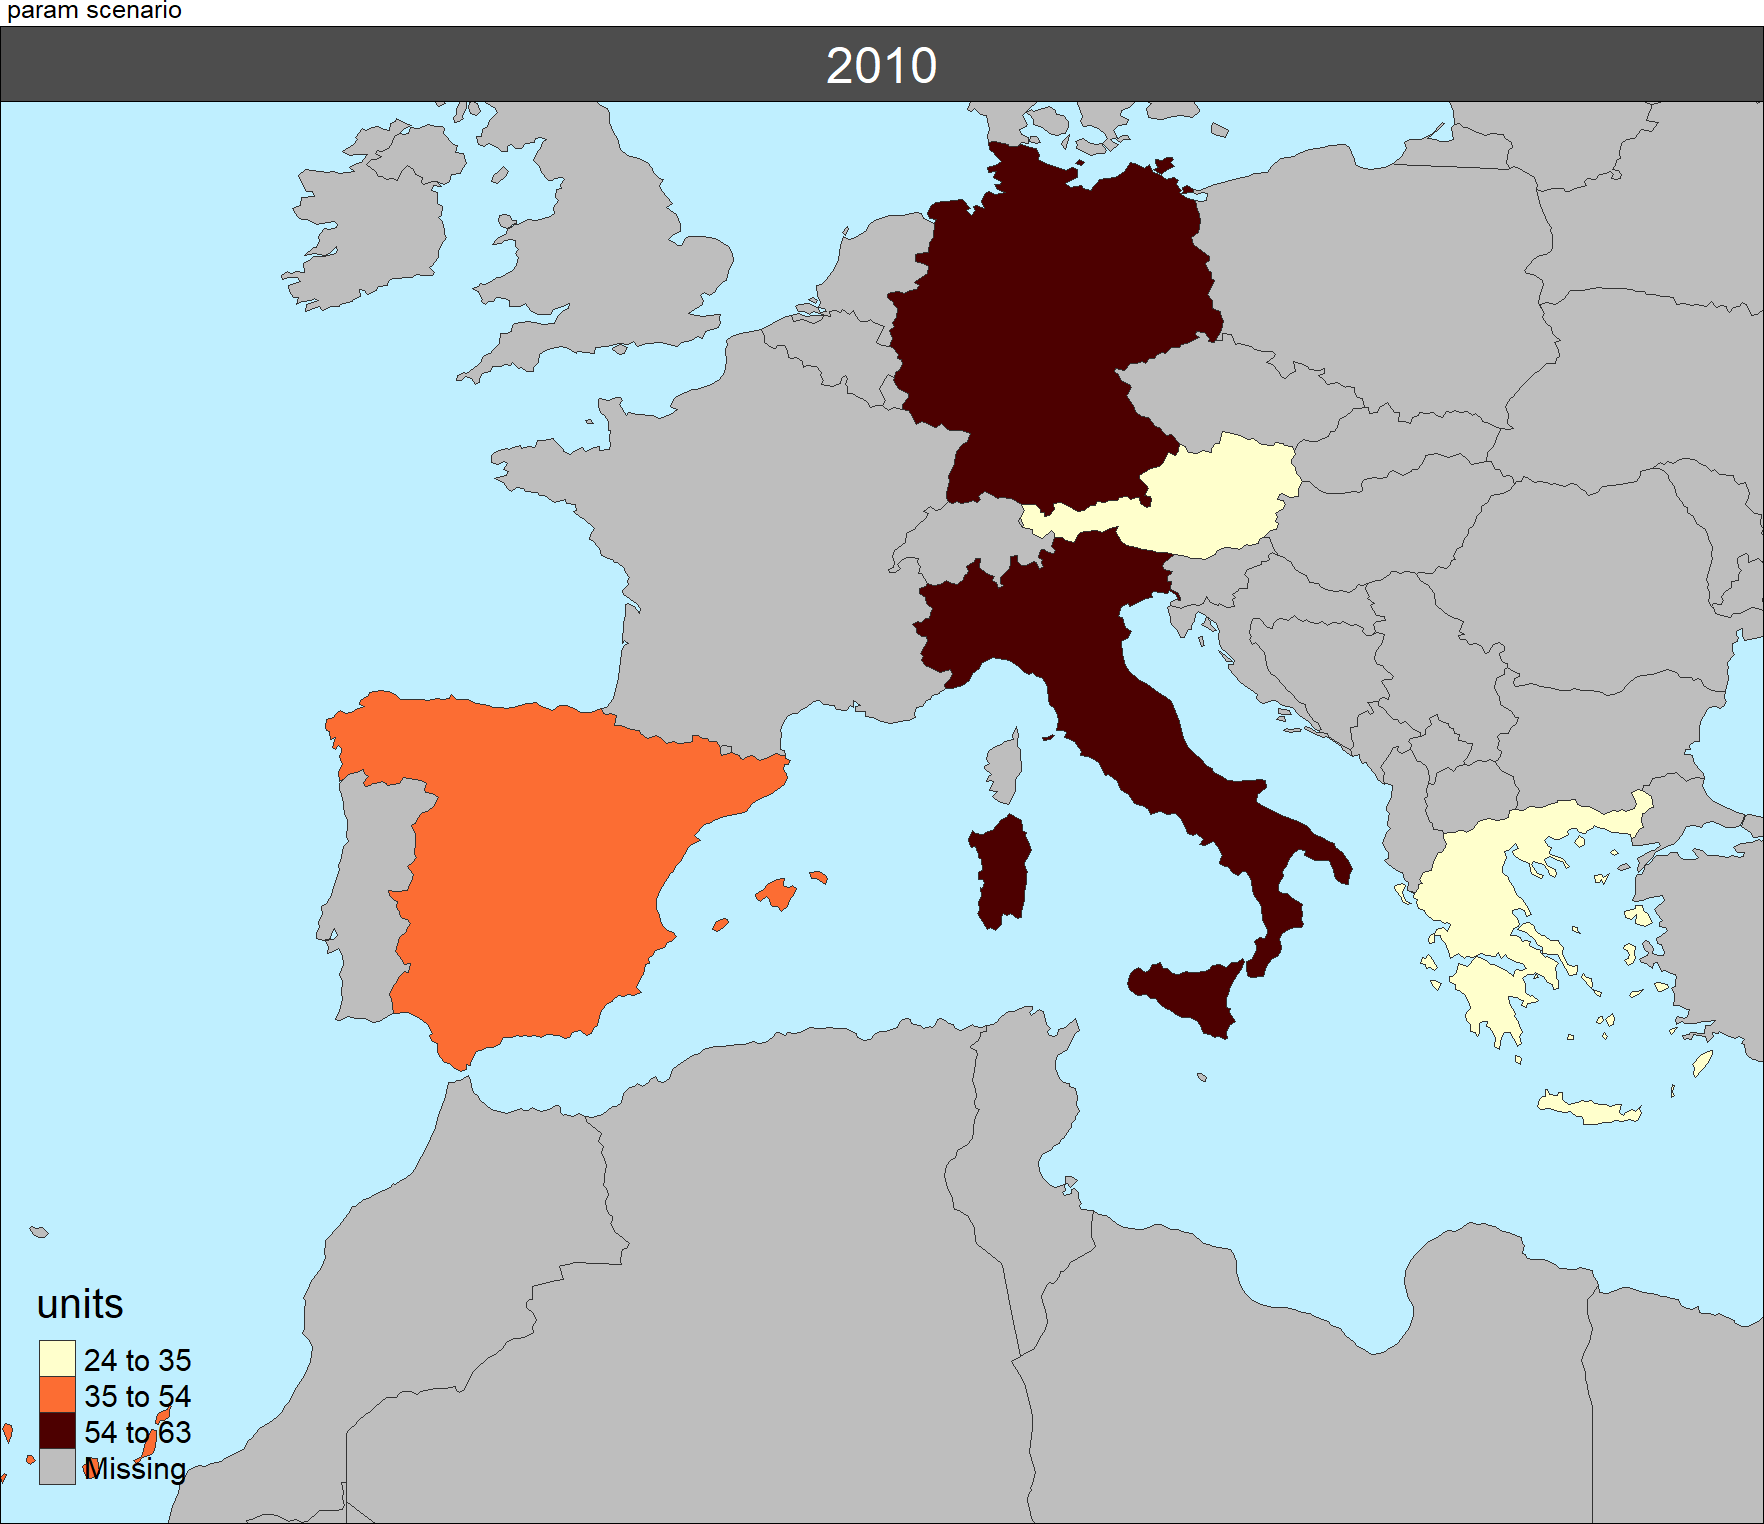 param scenario
2010
units
24 to 35
35 to 54
54 to 63
Missing